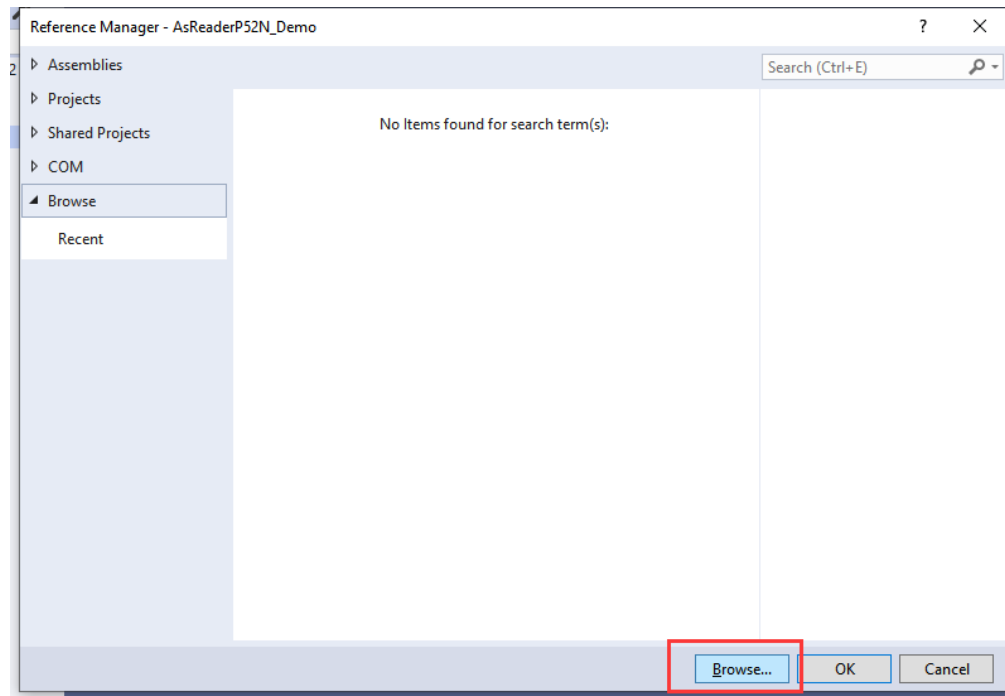 Reference Manager - AsReaderP52N_Demo
?
Assemblies
Search (Ctrl+E)
2
Projects
No Items found for search term(s):
Shared Projects
COM
Browse
Recent
Browse...
OK
Cancel